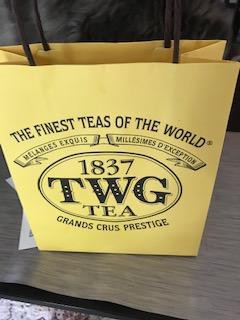 THE FINEST TEAS OF THE WORLD®
MÉLANGES EXQUIS MILLÉSIMES D'EXCEPTION
1837
TWG
TEA
GRANDS CRUS PRESTIGE